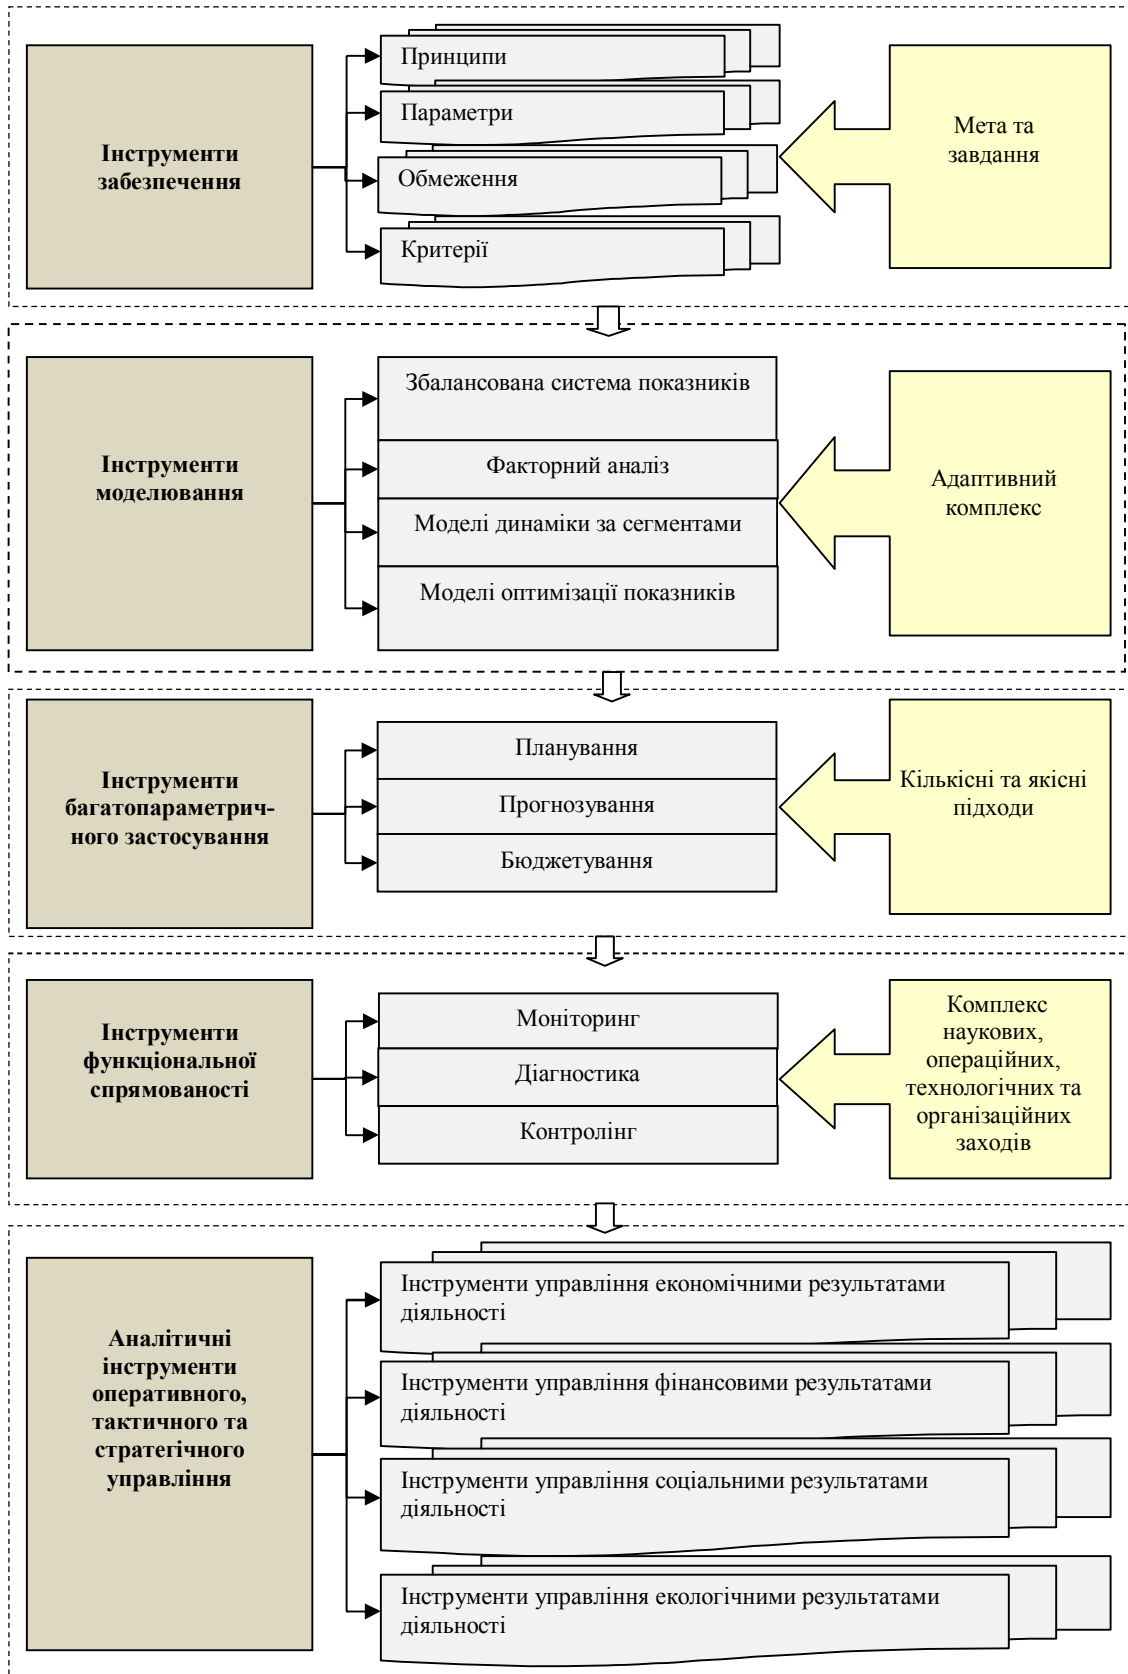 Інструменти
забезпечення
Принципи
Параметри
Обмеження
Критерії
Мета та
завдання
Інструменти
моделювання
Збалансована система показників
Факторний аналіз
Моделі динаміки за сегментами
Моделі оптимізації показників
Адаптивний
комплекс
Інструменти
багатопараметрич-
ного застосування
Планування
Прогнозування
Бюджетування
Кількісні та якісні
підходи
Інструменти
функціональної
спрямованості
Моніторинг
Діагностика
Контролінг
Комплекс
наукових,
операційних,
технологічних та
організаційних
заходів
Аналітичні
інструменти
оперативного,
тактичного та
стратегічного
управління
Інструменти управління економічними результатами
діяльності
Інструменти управління фінансовими результатами
діяльності
Інструменти управління соціальними результатами
діяльності
Інструменти управління екологічними результатами
діяльності